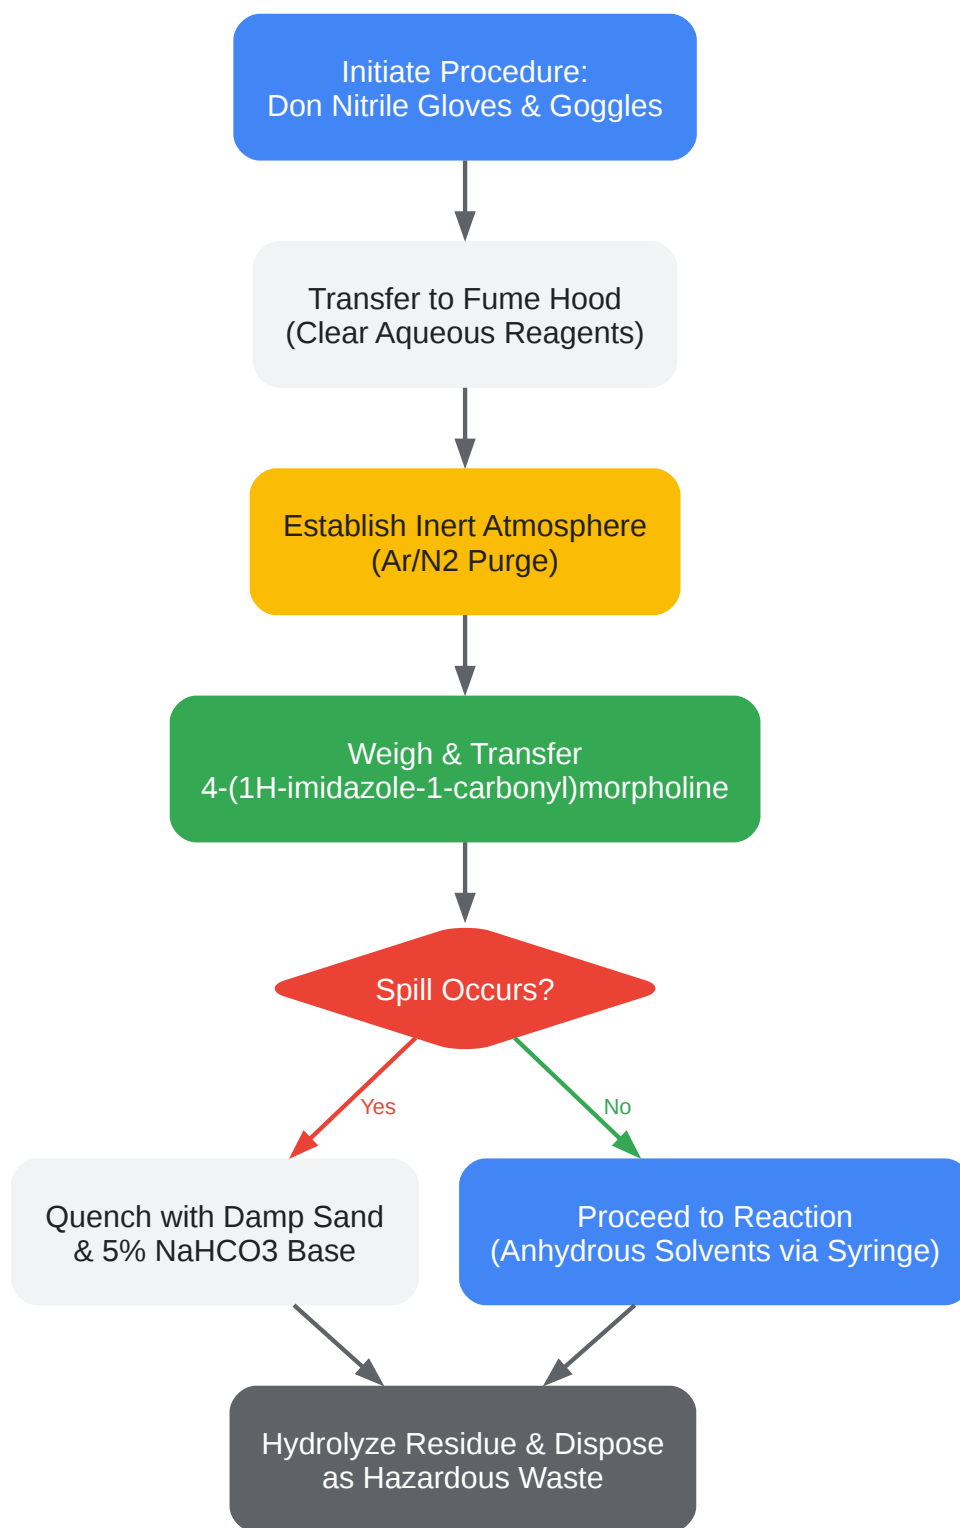 Initiate Procedure:
Don Nitrile Gloves & Goggles
Transfer to Fume Hood
(Clear Aqueous Reagents)
Establish Inert Atmosphere
(Ar/N2 Purge)
Weigh & Transfer
4-(1H-imidazole-1-carbonyl)morpholine
Spill Occurs?
Yes
No
Quench with Damp Sand
& 5% NaHCO3 Base
Proceed to Reaction
(Anhydrous Solvents via Syringe)
Hydrolyze Residue & Dispose
as Hazardous Waste